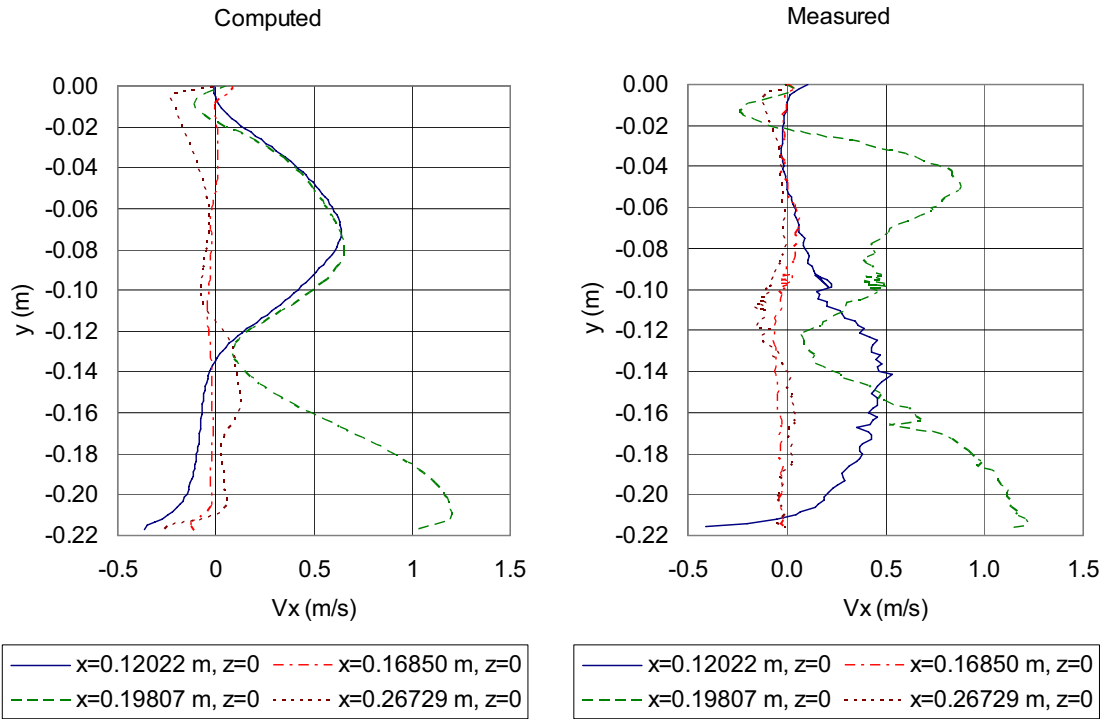 Computed
0.00
-0.02
-0.04
-0.06
-0.08
-0.10
-0.12
-0.14
-0.16
-0.18
-0.20
-0.22
y (m)
-0.5 0 0.5 1 1.5
Vx (m/s)
x=0.12022 m, z=0 x=0.16850 m, z=0
x=0.19807 m, z=0 x=0.26729 m, z=0
Measured
0.00
-0.02
-0.04
-0.06
-0.08
-0.10
-0.12
-0.14
-0.16
-0.18
-0.20
-0.22
y (m)
-0.5 0.0 0.5 1.0 1.5
Vx (m/s)
x=0.12022 m, z=0 x=0.16850 m, z=0
x=0.19807 m, z=0 x=0.26729 m, z=0